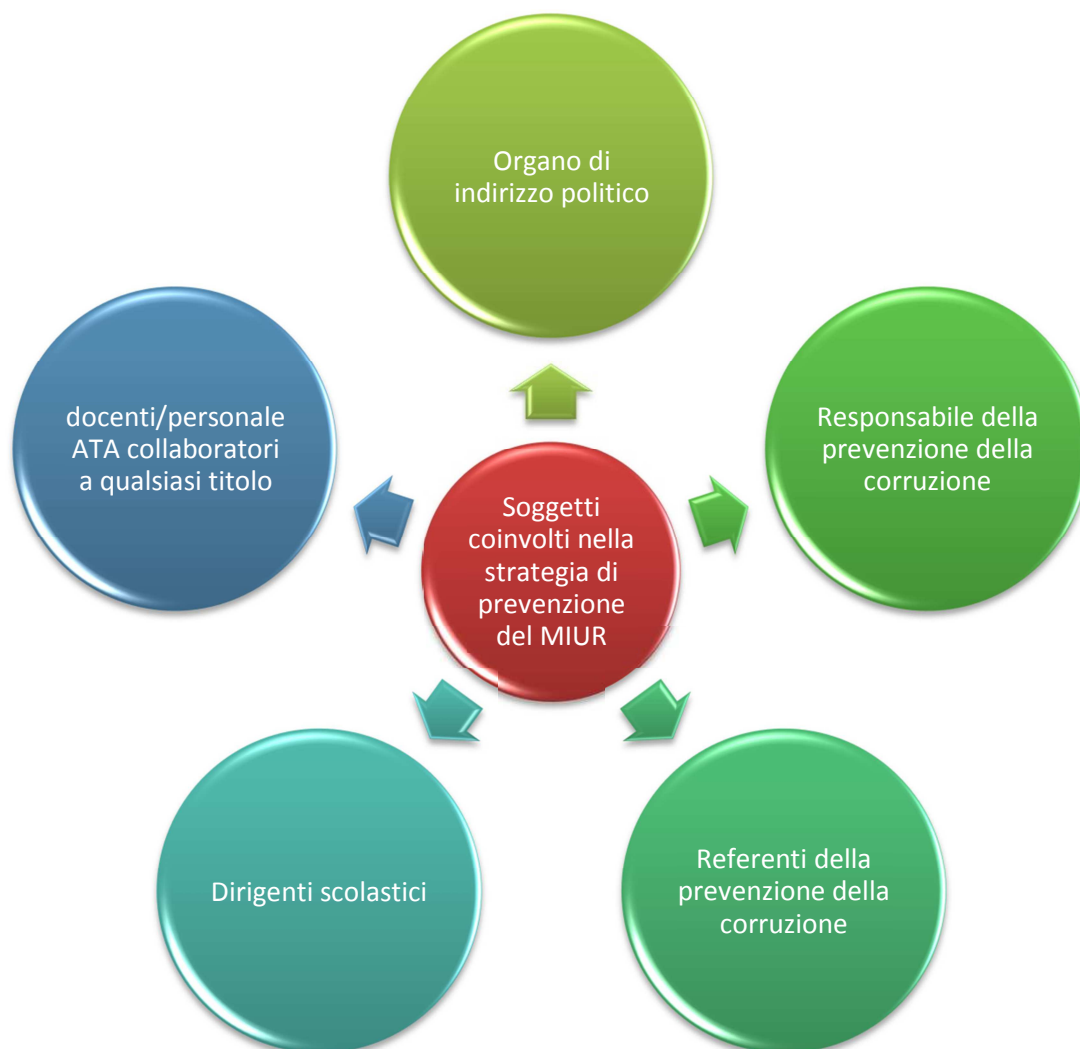 Organo di
indirizzo politico
docenti/personale
ATA collaboratori
a qualsiasi titolo
Responsabile della
prevenzione della
corruzione
Soggetti
coinvolti nella
strategia di
prevenzione
del MIUR
Dirigenti scolastici
Referenti della
prevenzione della
corruzione